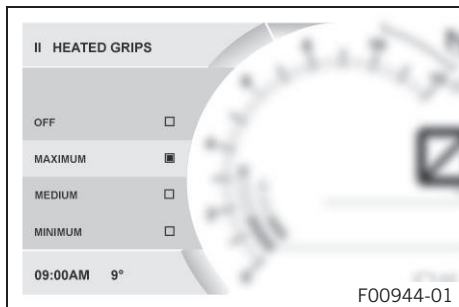 II HEATED GRIPS
OFF
MAXIMUM
MEDIUM
MINIMUM
09:00AM 9°
F00944-01